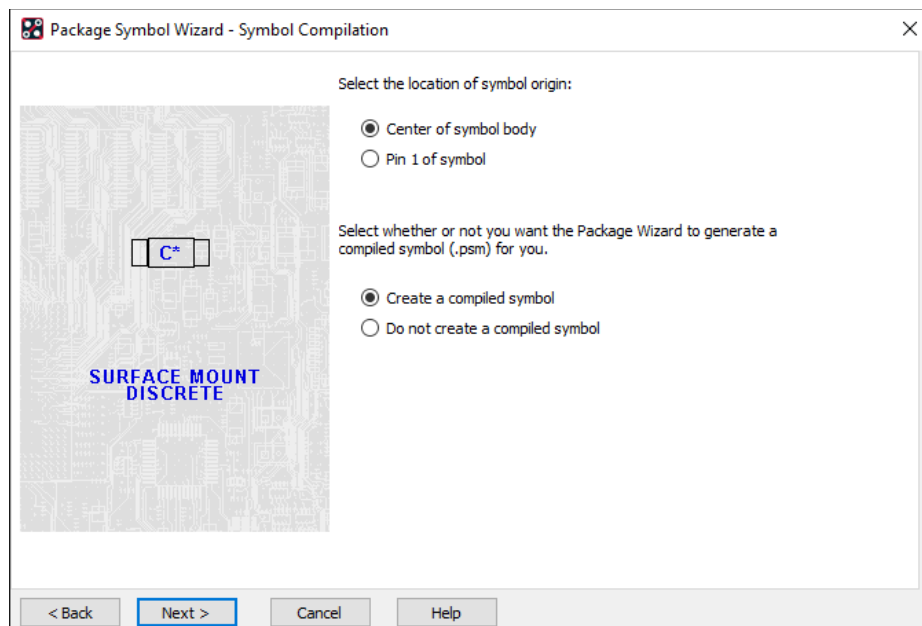 Package Symbol Wizard - Symbol Compilation
Select the location of symbol origin:
Center of symbol body
Pin 1 of symbol
C*
Select whether or not you want the Package Wizard to generate a
compiled symbol (.psm) for you.
Create a compiled symbol
Do not create a compiled symbol
SURFACE MOUNT
DISCRETE
< Back Next > Cancel Help